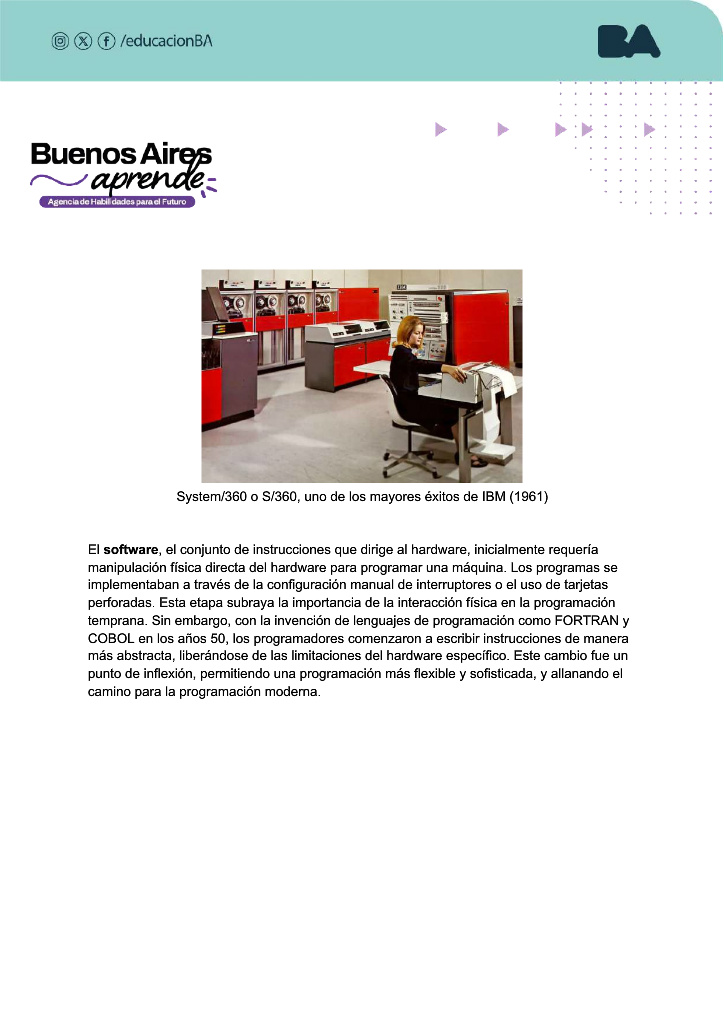 /educacionBA
BA
Buenos Aires
aprende
Agencia de Habilidades para el Futuro
IBM
System/360 o S/360, uno de los mayores éxitos de IBM (1961)
El software, el conjunto de instrucciones que dirige al hardware, inicialmente requería
manipulación física directa del hardware para programar una máquina. Los programas se
implementaban a través de la configuración manual de interruptores o el uso de tarjetas
perforadas. Esta etapa subraya la importancia de la interacción física en la programación
temprana. Sin embargo, con la invención de lenguajes de programación como FORTRAN y
COBOL en los años 50, los programadores comenzaron a escribir instrucciones de manera
más abstracta, liberándose de las limitaciones del hardware específico. Este cambio fue un
punto de inflexión, permitiendo una programación más flexible y sofisticada, y allanando el
camino para la programación moderna.